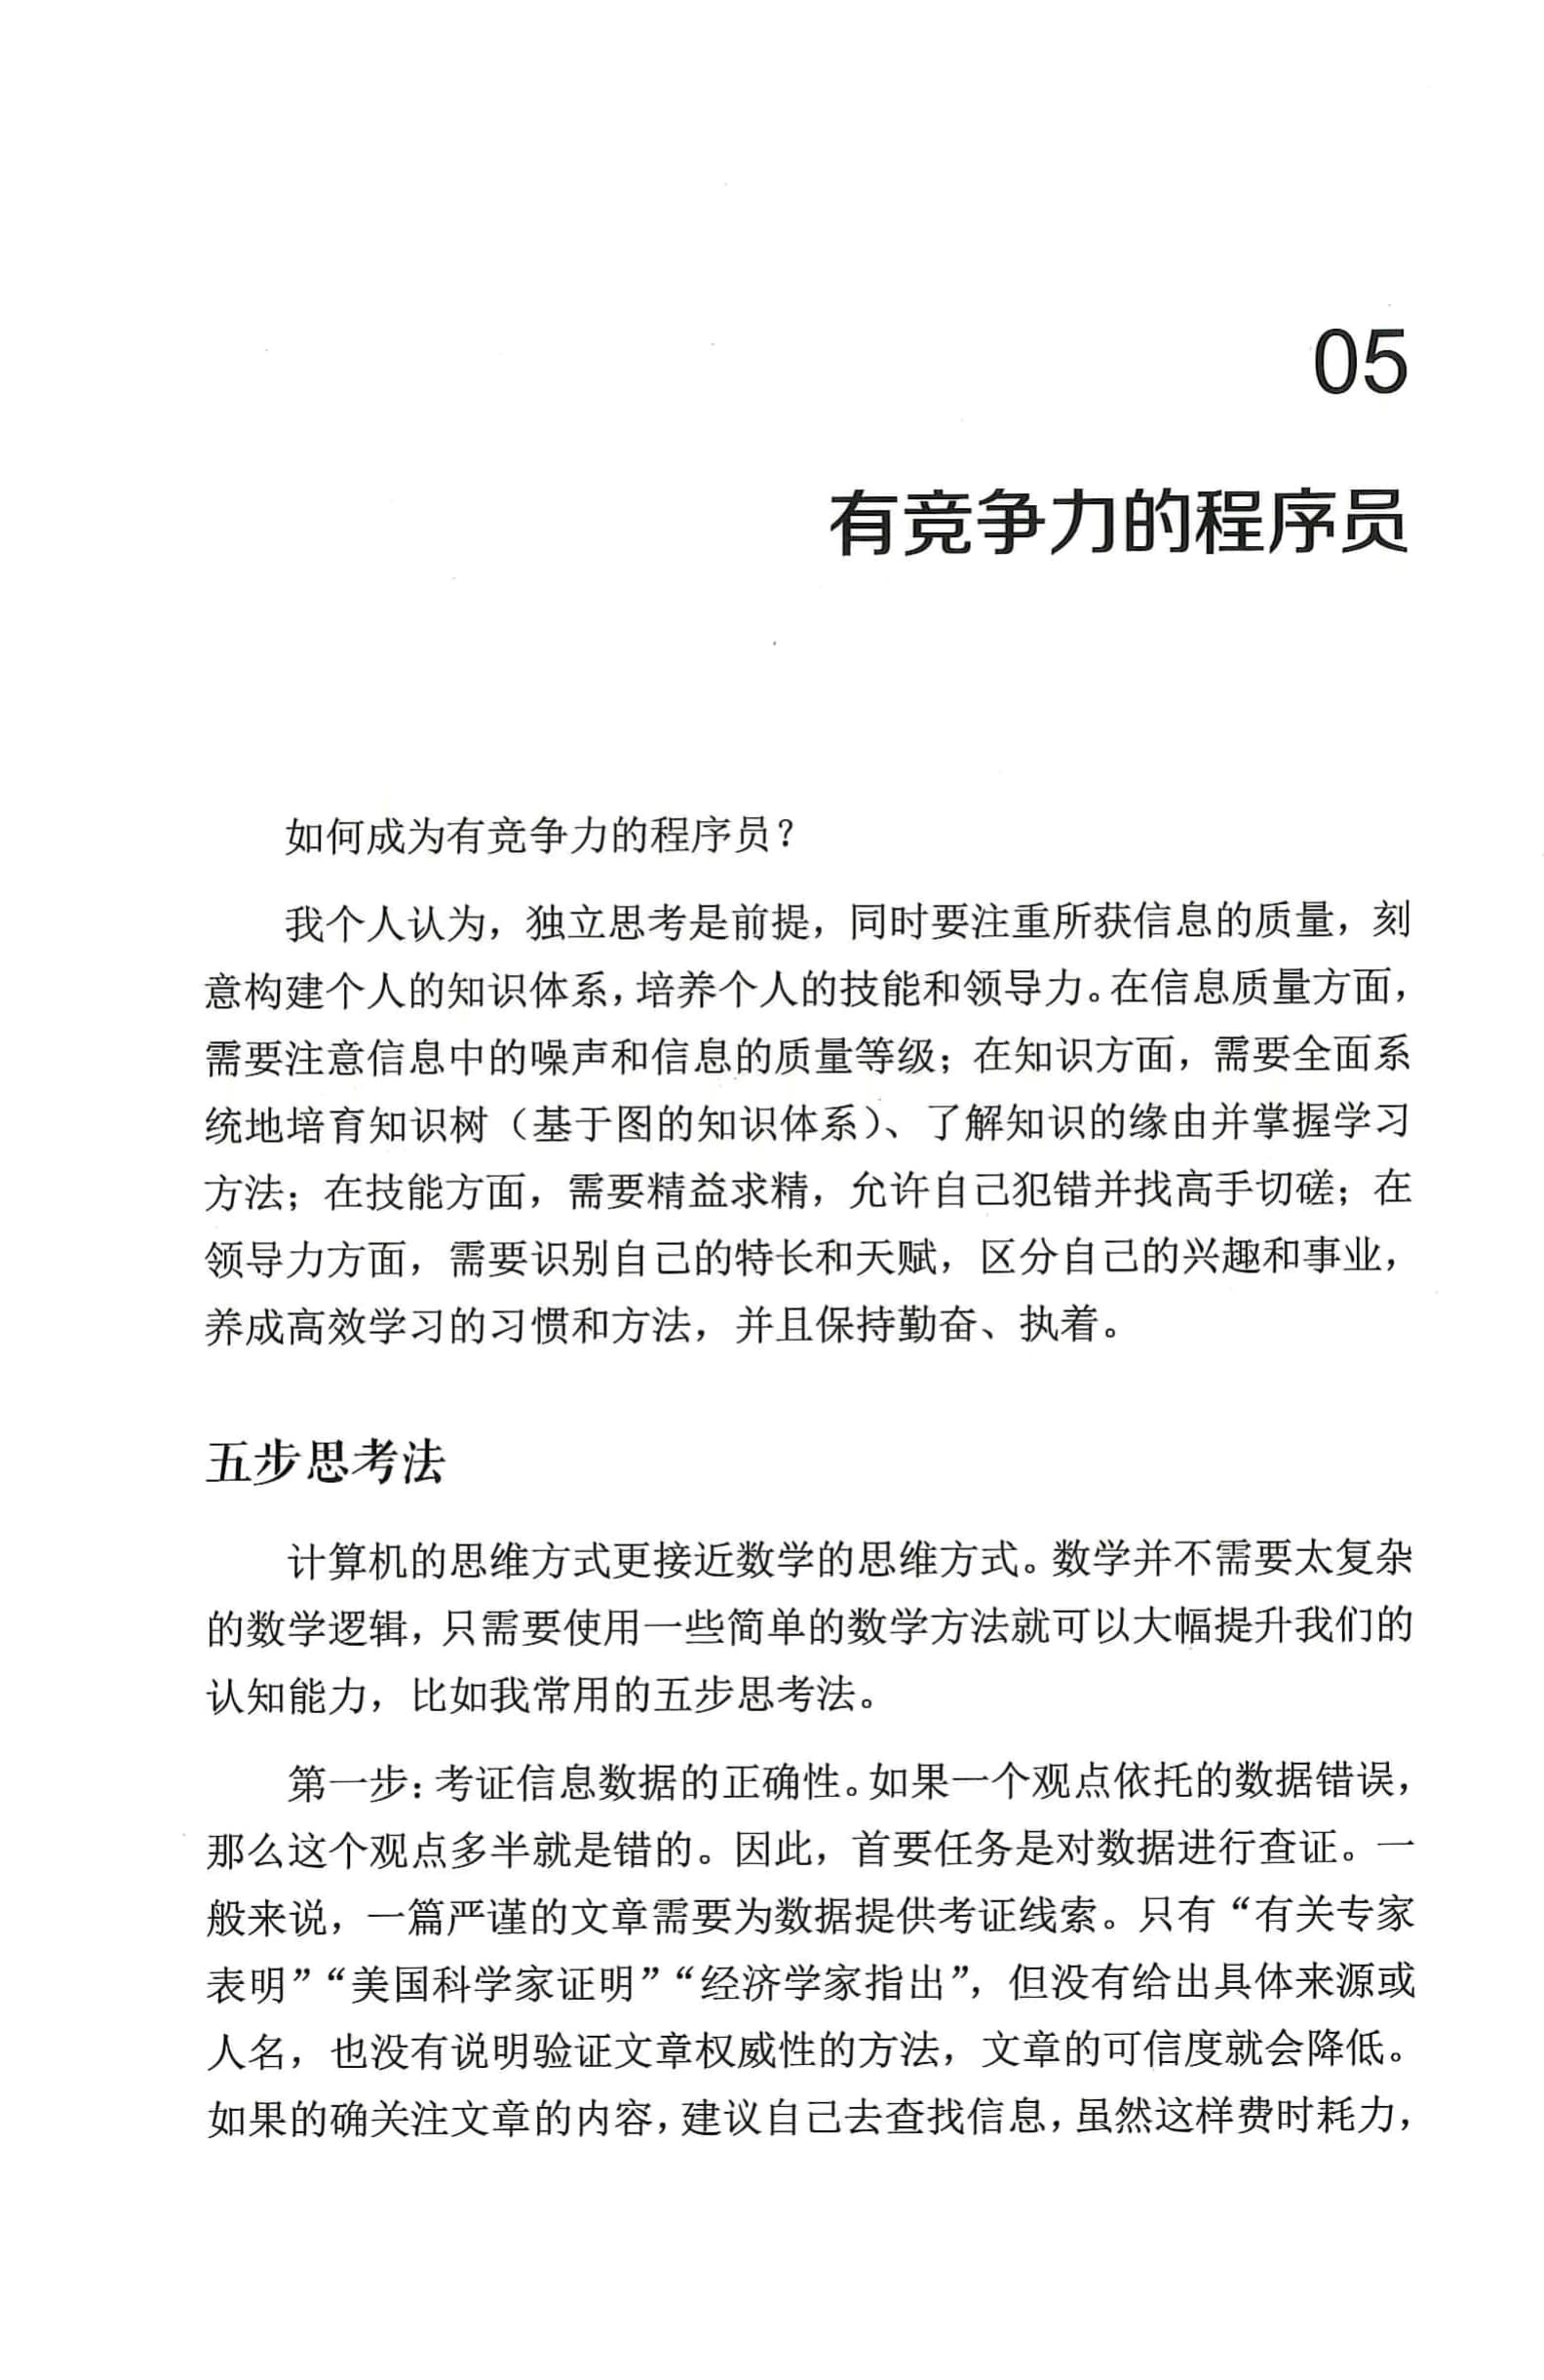 05
有竞争力的程序员
如何成为有竞争力的程序员？
我个人认为，独立思考是前提，同时要注重所获信息的质量，刻
意构建个人的知识体系，培养个人的技能和领导力。在信息质量方面，
需要注意信息中的噪声和信息的质量等级；在知识方面，需要全面系
统地培育知识树（基于图的知识体系）、了解知识的缘由并掌握学习
方法；在技能方面，需要精益求精，允许自己犯错并找高手切磋；在
领导力方面，需要识别自己的特长和天赋，区分自己的兴趣和事业，
养成高效学习的习惯和方法，并且保持勤奋、执着。
五步思考法
计算机的思维方式更接近数学的思维方式。数学并不需要太复杂
的数学逻辑，只需要使用一些简单的数学方法就可以大幅提升我们的
认知能力，比如我常用的五步思考法。
第一步：考证信息数据的正确性。如果一个观点依托的数据错误，
那么这个观点多半就是错的。因此，首要任务是对数据进行查证。一
般来说，一篇严谨的文章需要为数据提供考证线索。只有“有关专家
表明”“美国科学家证明”“经济学家指出”，但没有给出具体来源或
人名，也没有说明验证文章权威性的方法，文章的可信度就会降低。
如果的确关注文章的内容，建议自己去查找信息，虽然这样费时耗力，